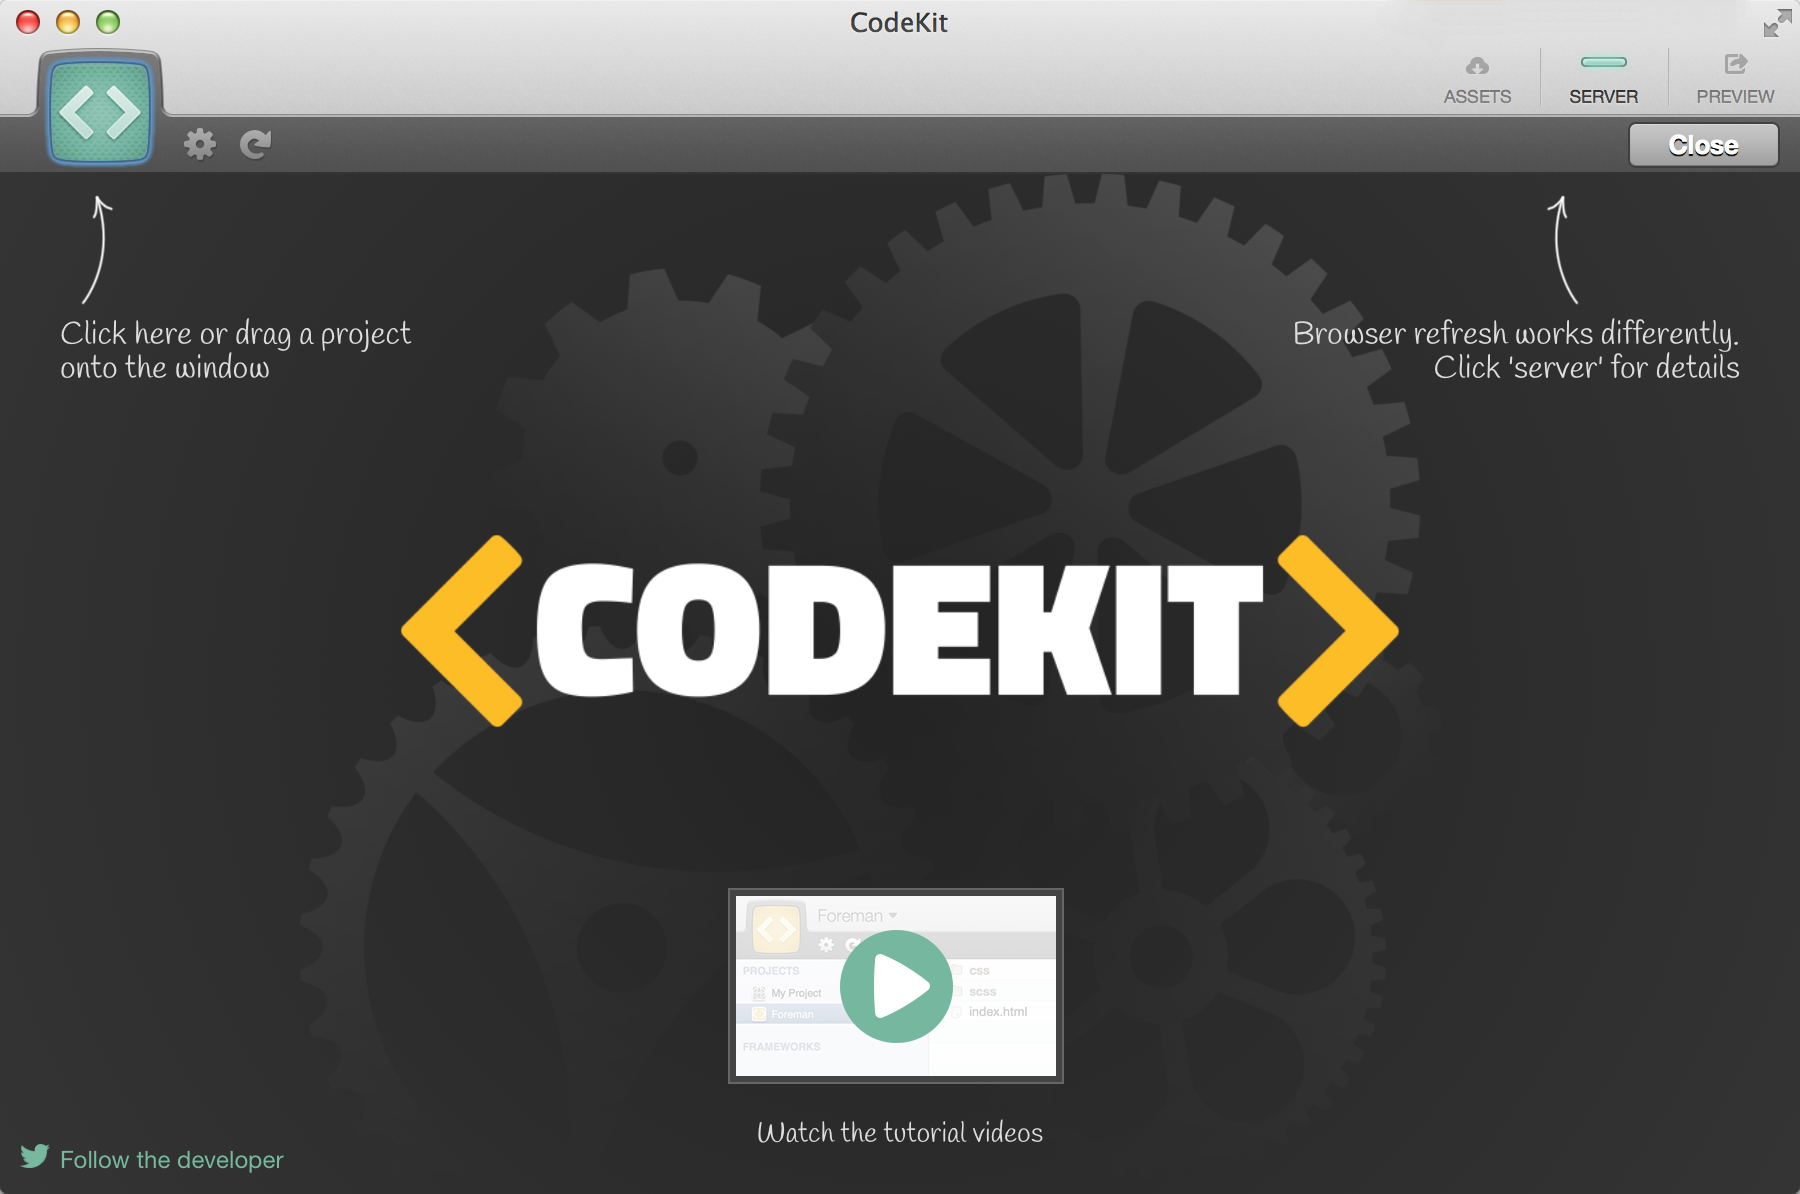 CodeKit
ASSETS
SERVER
PREVIEW
Close
Click here or drag a project
onto the window
Browser refresh works differently.
Click 'server' for details
<CODEKIT>
Foreman
PROJECTS
My Project
Foreman
FRAMEWORKS
css
scss
index.html
Watch the tutorial videos
Follow the developer